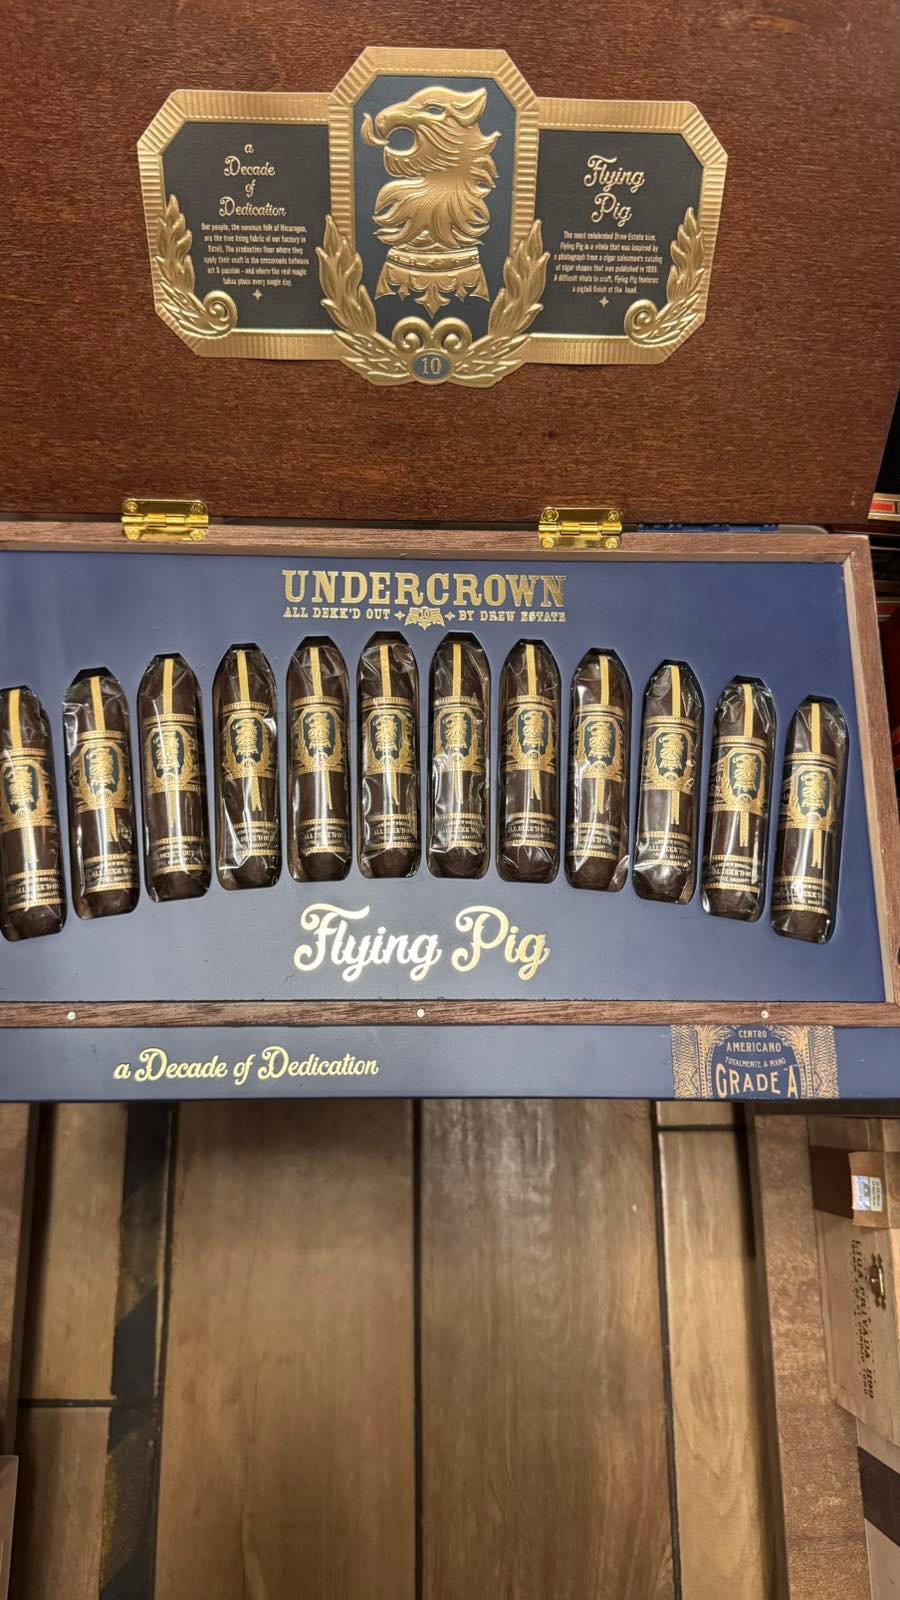 a
Decade
of
Dedication
Our people, the common folk of Nicaragua,
are the true living fabric of our factory in
Estelí. The production floor where they
apply their craft is the crossroads between
art & passion - and where the real magic
takes place every single day.
Flying
Pig
The most celebrated Drew Estate size,
Flying Pig is a vitola that was inspired by
a photograph from a cigar salesman's catalog
of cigar shapes that was published in 1895.
A difficult vitola to craft, Flying Pig features
a pigtail finish at the head.
10
UNDERCROWN
ALL DEKK'D OUT 10 BY DREW ESTATE
Flying Pig
a Decade of Dedication
CENTRO
AMERICANO
TOTALMENTE A MANO
GRADE A
LIGA PRIVADA